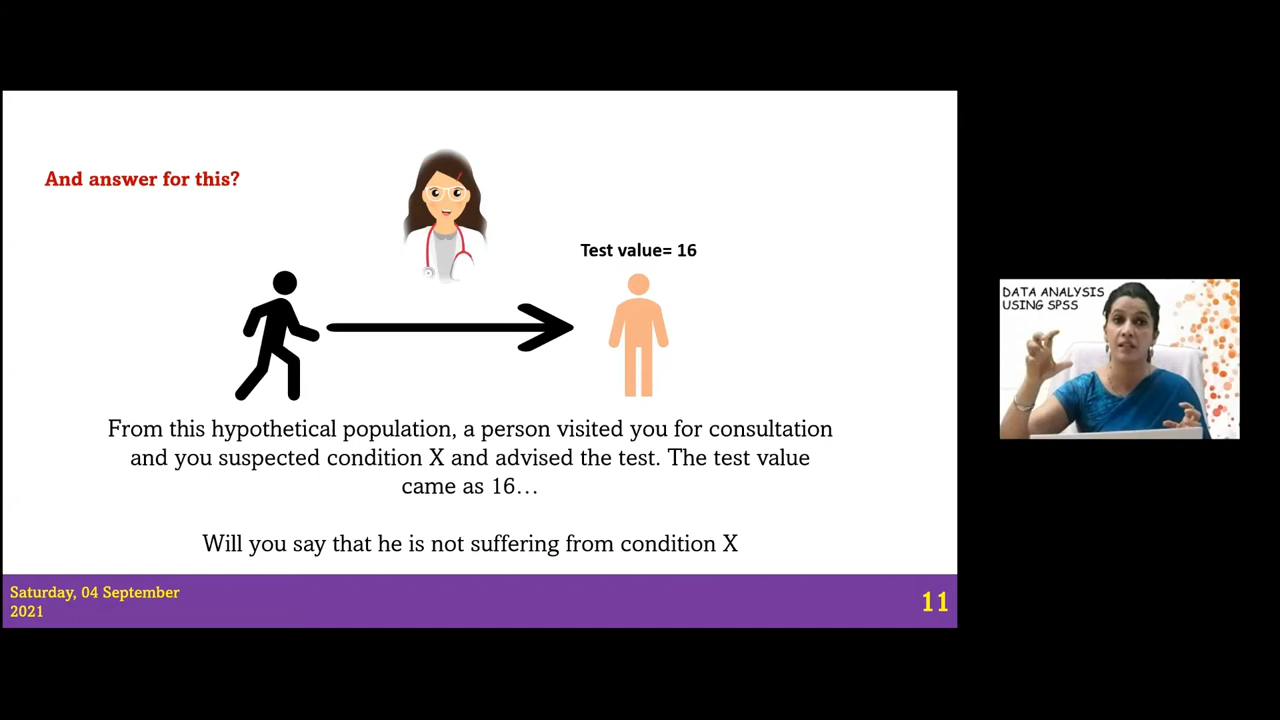 And answer for this?
Test value= 16
From this hypothetical population, a person visited you for consultation
and you suspected condition X and advised the test. The test value
came as 16…
Will you say that he is not suffering from condition X
Saturday, 04 September
2021
11
DATA ANALYSIS
USING SPSS